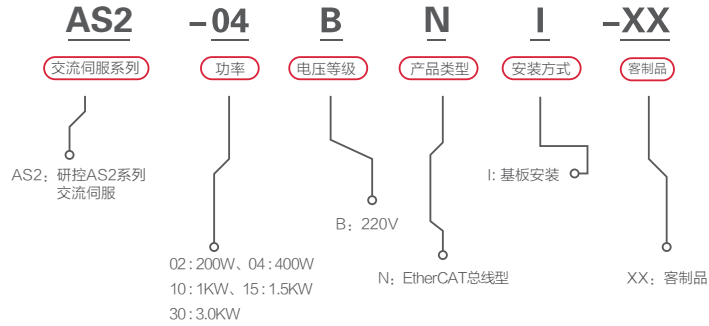 AS2 -04 B N I -XX
交流伺服系列 功率 电压等级 产品类型 安装方式 客制品
AS2：研控AS2系列
交流伺服
I: 基板安装
B：220V
02：200W、04：400W
10：1KW、15：1.5KW
30：3.0KW
N：EtherCAT总线型
XX：客制品